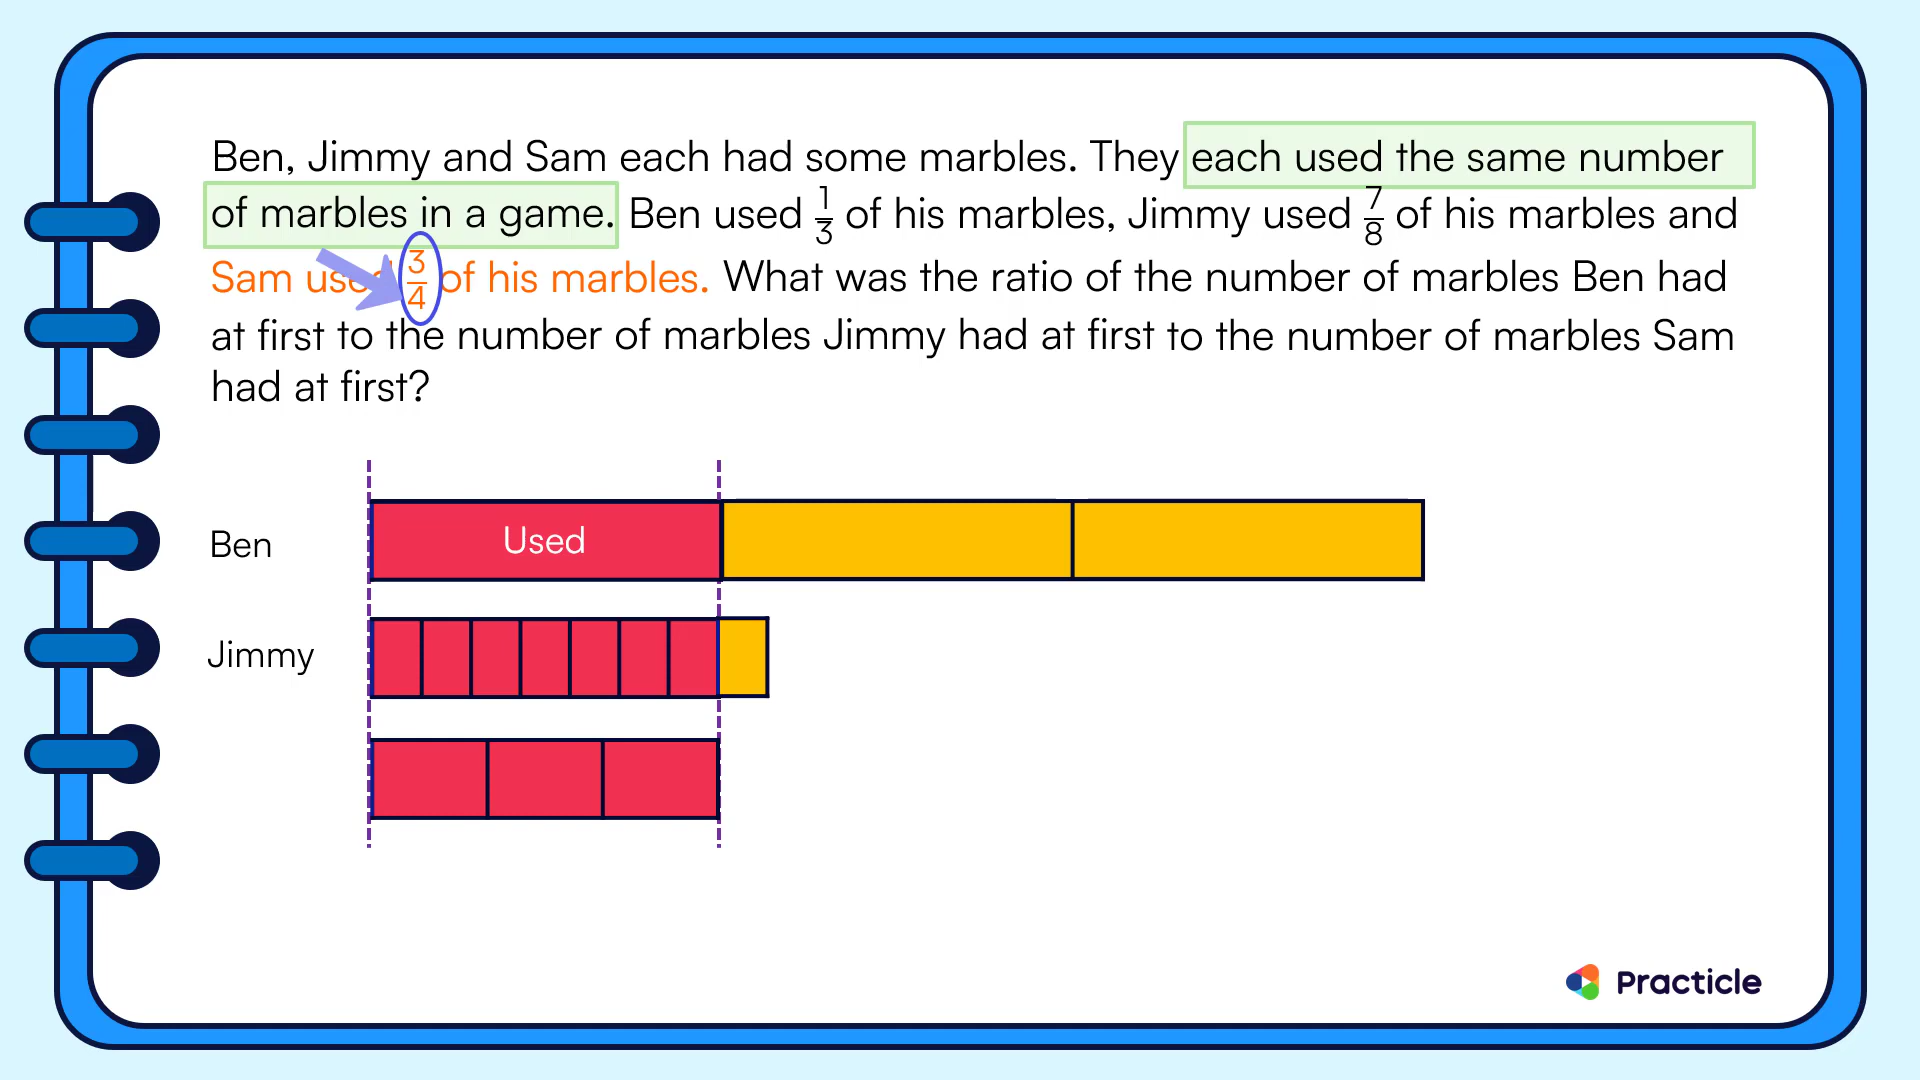 Ben, Jimmy and Sam each had some marbles. They each used the same number
of marbles in a game. Ben used 1/3 of his marbles, Jimmy used 7/8 of his marbles and
Sam used 3/4 of his marbles. What was the ratio of the number of marbles Ben had
at first to the number of marbles Jimmy had at first to the number of marbles Sam
had at first?
Ben
Used
Jimmy
Practicle